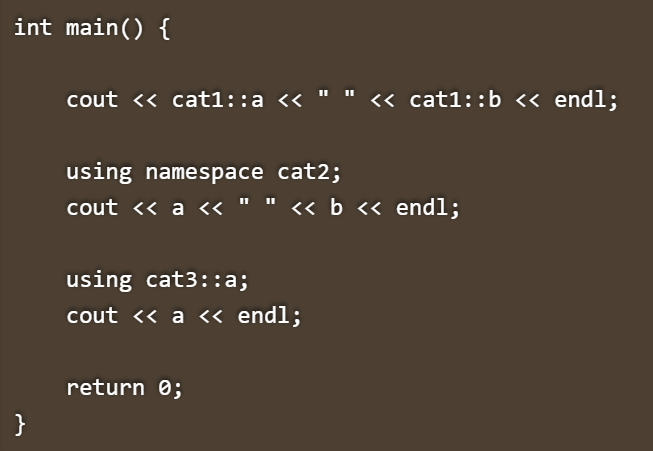 int main() {
    cout << cat1::a << " " << cat1::b << endl;
    using namespace cat2;
    cout << a << " " << b << endl;
    using cat3::a;
    cout << a << endl;
    return 0;
}